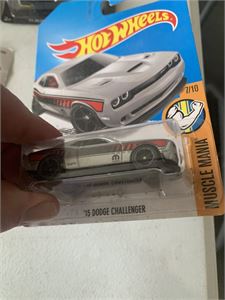 HOT WHEELS
7/10
MUSCLE MANIA
'15 DODGE CHALLENGER